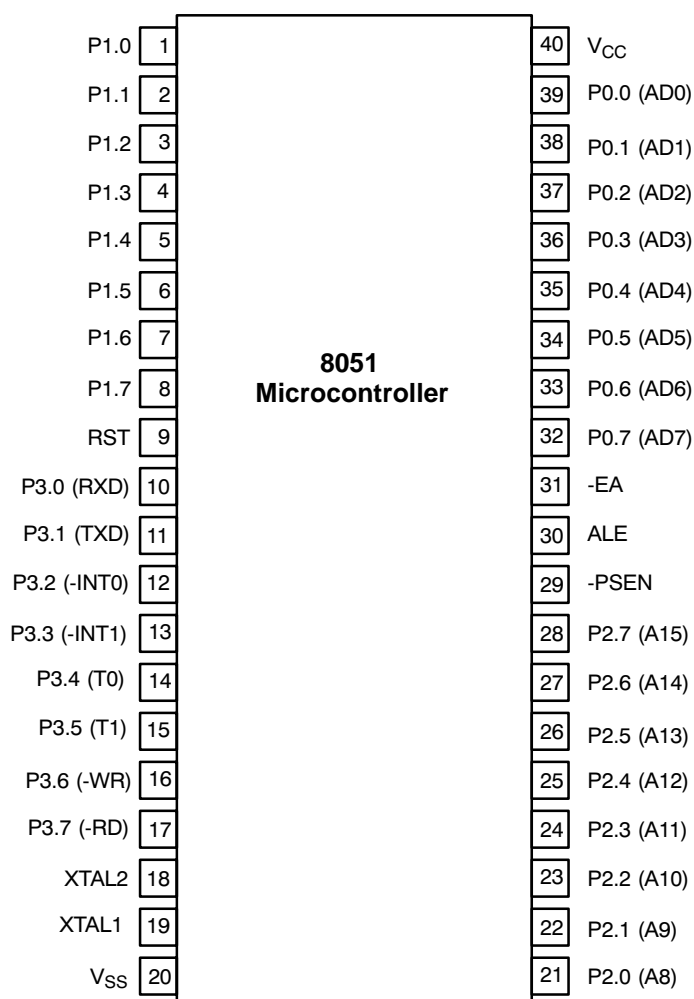 P1.0 1 40 VCC
P1.1 2 39 P0.0 (AD0)
P1.2 3 38 P0.1 (AD1)
P1.3 4 37 P0.2 (AD2)
P1.4 5 36 P0.3 (AD3)
P1.5 6 35 P0.4 (AD4)
P1.6 7 34 P0.5 (AD5)
8051
Microcontroller
P1.7 8 33 P0.6 (AD6)
RST 9 32 P0.7 (AD7)
P3.0 (RXD) 10 31 -EA
P3.1 (TXD) 11 30 ALE
P3.2 (-INT0) 12 29 -PSEN
P3.3 (-INT1) 13 28 P2.7 (A15)
P3.4 (T0) 14 27 P2.6 (A14)
P3.5 (T1) 15 26 P2.5 (A13)
P3.6 (-WR) 16 25 P2.4 (A12)
P3.7 (-RD) 17 24 P2.3 (A11)
XTAL2 18 23 P2.2 (A10)
XTAL1 19 22 P2.1 (A9)
VSS 20 21 P2.0 (A8)